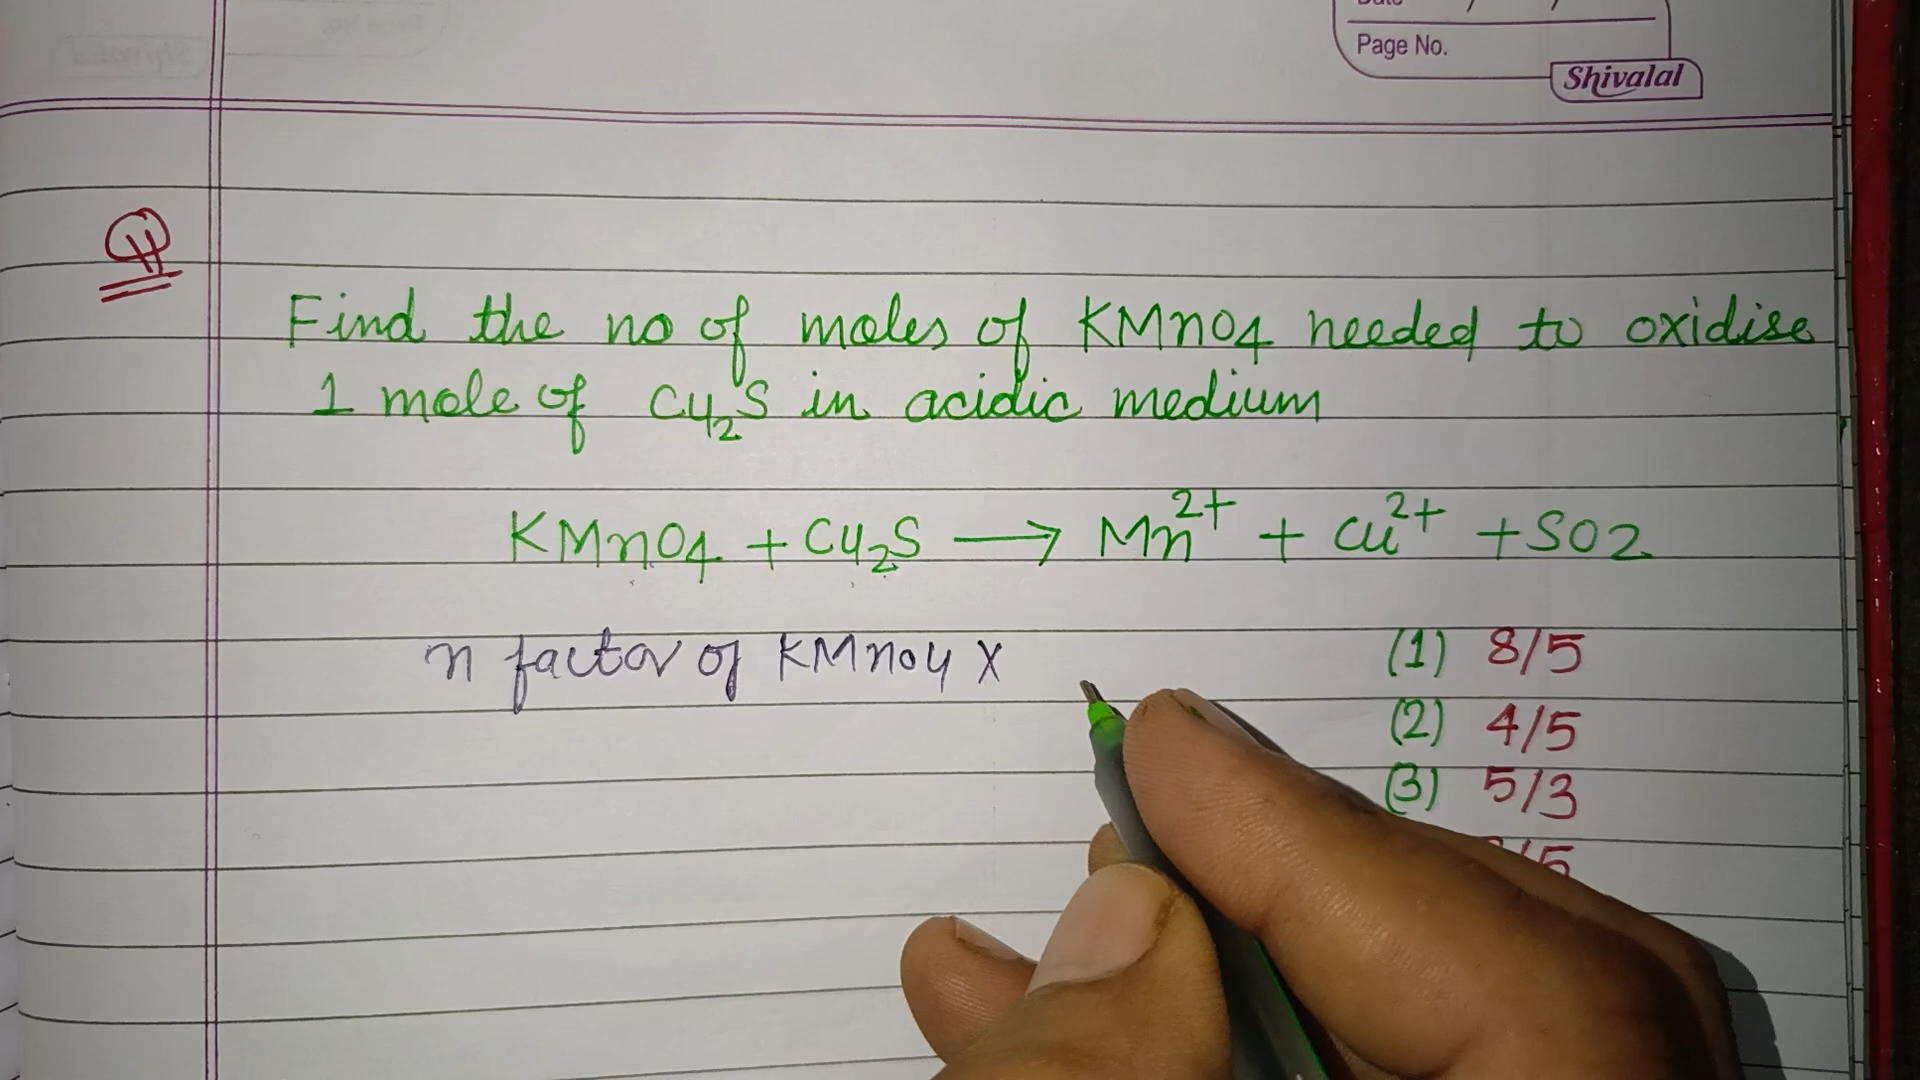 Page No.
Shivalal
Q
Find the no of moles of KMnO4 needed to oxidise
1 mole of Cu₂S in acidic medium
KMnO4 + Cu₂S → Mn²⁺ + Cu²⁺ + SO2
n factor of KMnO4 X
(1) 8/5
(2) 4/5
(3) 5/3